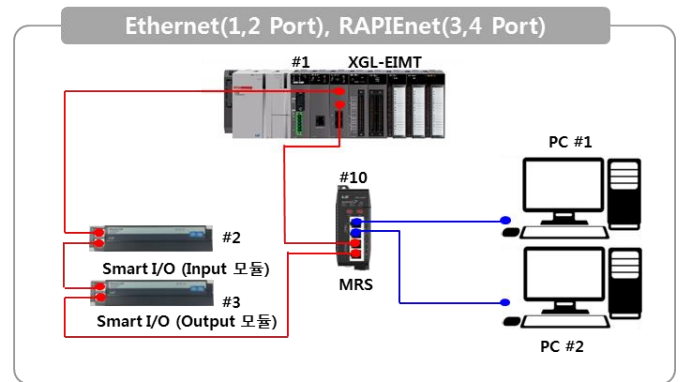 Ethernet(1,2 Port), RAPIEnet(3,4 Port)
#1 XGL-EIMT
PC #1
#10
#2
Smart I/O (Input 모듈)
MRS
#3
Smart I/O (Output 모듈)
PC #2